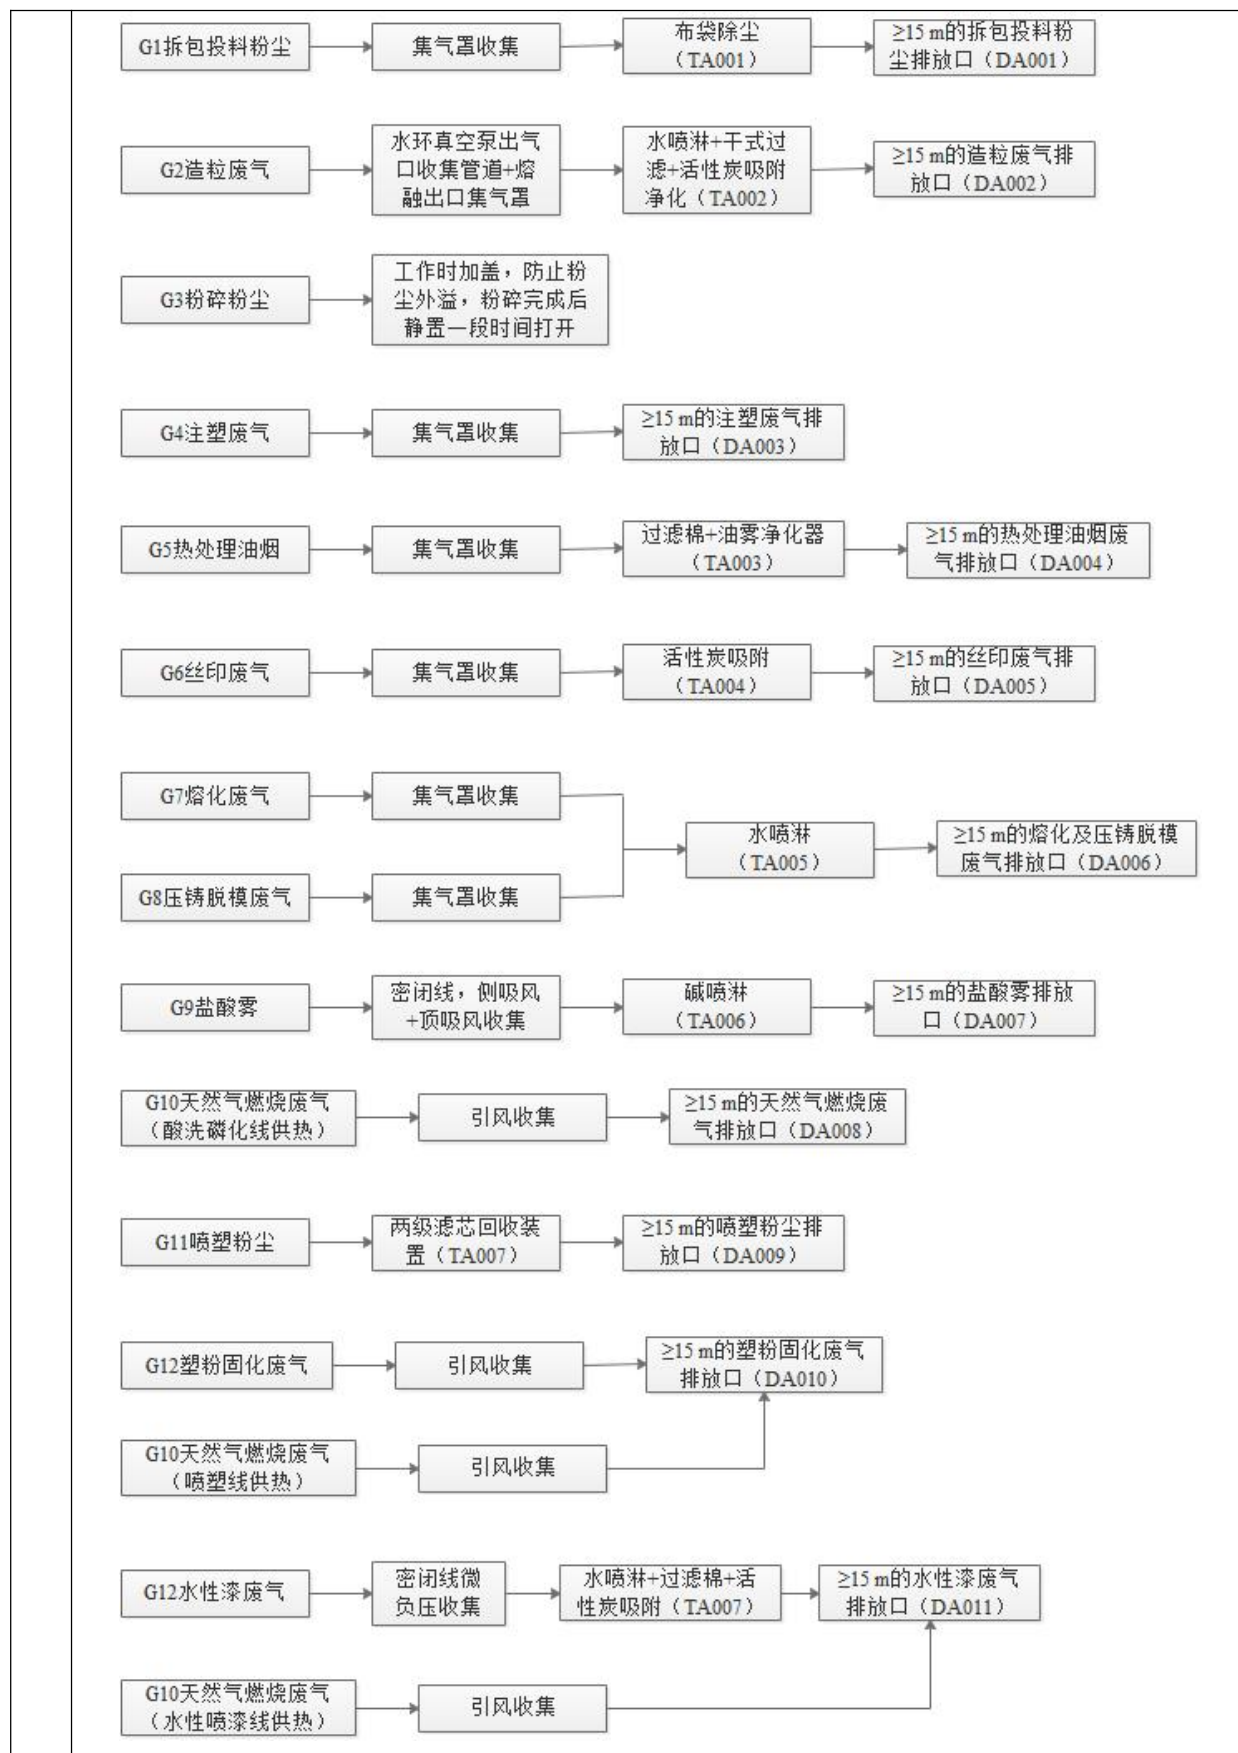 G1拆包投料粉尘
集气罩收集
布袋除尘
（TA001）
≥15 m的拆包投料粉
尘排放口（DA001）
G2造粒废气
水环真空泵出气
口收集管道+熔
融出口集气罩
水喷淋+干式过
滤+活性炭吸附
净化（TA002）
≥15 m的造粒废气排
放口（DA002）
G3粉碎粉尘
工作时加盖，防止粉
尘外溢，粉碎完成后
静置一段时间打开
G4注塑废气
集气罩收集
≥15 m的注塑废气排
放口（DA003）
G5热处理油烟
集气罩收集
过滤棉+油雾净化器
（TA003）
≥15 m的热处理油烟废
气排放口（DA004）
G6丝印废气
集气罩收集
活性炭吸附
（TA004）
≥15 m的丝印废气排
放口（DA005）
G7熔化废气
集气罩收集
G8压铸脱模废气
集气罩收集
水喷淋
（TA005）
≥15 m的熔化及压铸脱模
废气排放口（DA006）
G9盐酸雾
密闭线，侧吸风
+顶吸风收集
碱喷淋
（TA006）
≥15 m的盐酸雾排放
口（DA007）
G10天然气燃烧废气
（酸洗磷化线供热）
引风收集
≥15 m的天然气燃烧废
气排放口（DA008）
G11喷塑粉尘
两级滤芯回收装
置（TA007）
≥15 m的喷塑粉尘排
放口（DA009）
G12塑粉固化废气
引风收集
≥15 m的塑粉固化废气
排放口（DA010）
G10天然气燃烧废气
（喷塑线供热）
引风收集
G12水性漆废气
密闭线微
负压收集
水喷淋+过滤棉+活
性炭吸附（TA007）
≥15 m的水性漆废气
排放口（DA011）
G10天然气燃烧废气
（水性喷漆线供热）
引风收集